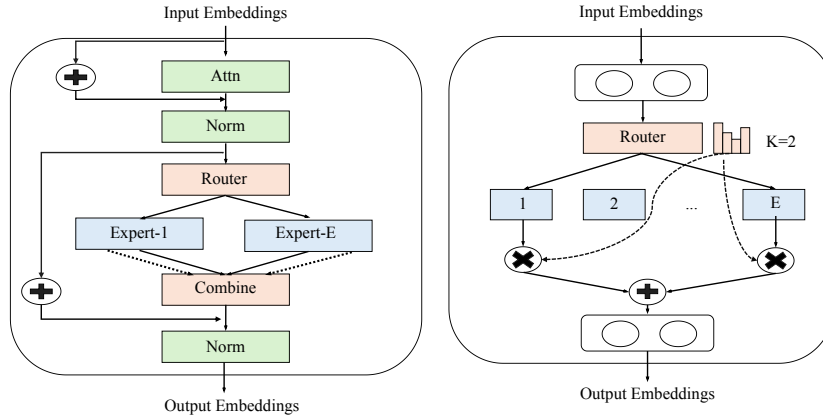 Input Embeddings
Attn
Norm
Router
Expert-1 Expert-E
Combine
Norm
Output Embeddings
Input Embeddings
Router K=2
1 2 ... E
Output Embeddings